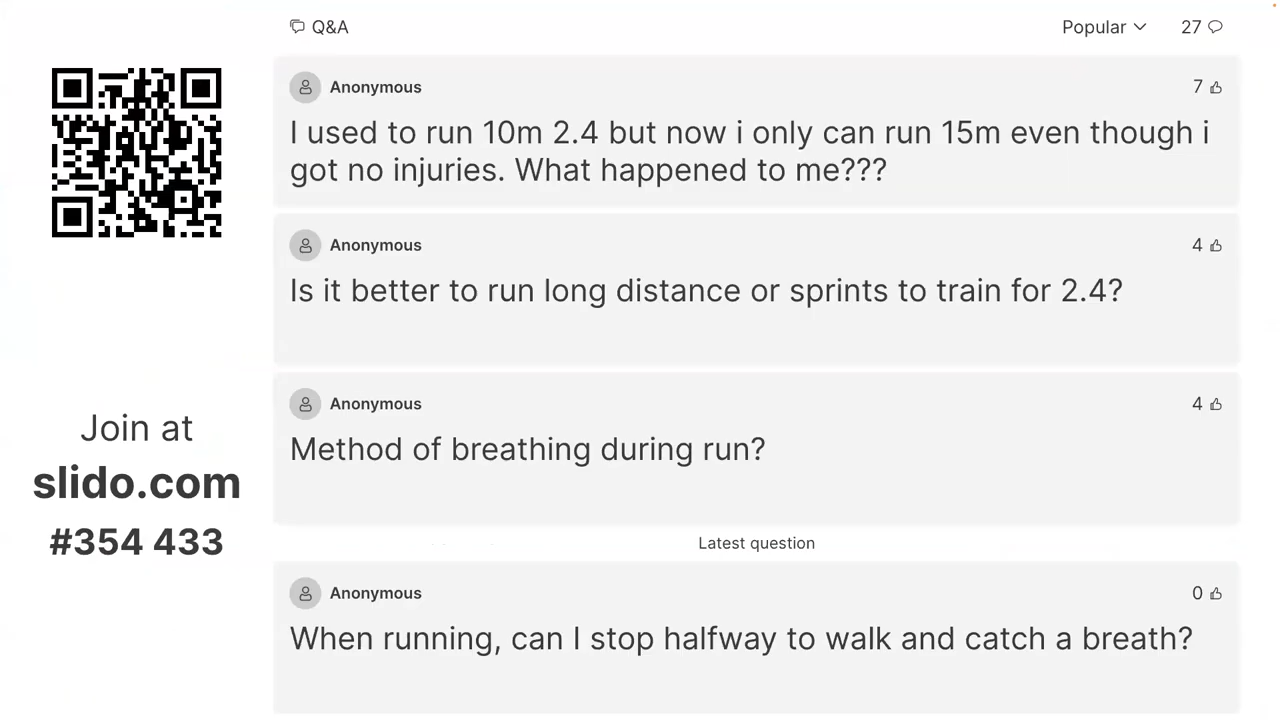 Q&A
Popular
27
Anonymous
7
I used to run 10m 2.4 but now i only can run 15m even though i
got no injuries. What happened to me???
Anonymous
4
Is it better to run long distance or sprints to train for 2.4?
Anonymous
4
Method of breathing during run?
Join at
slido.com
#354 433
Latest question
Anonymous
0
When running, can I stop halfway to walk and catch a breath?